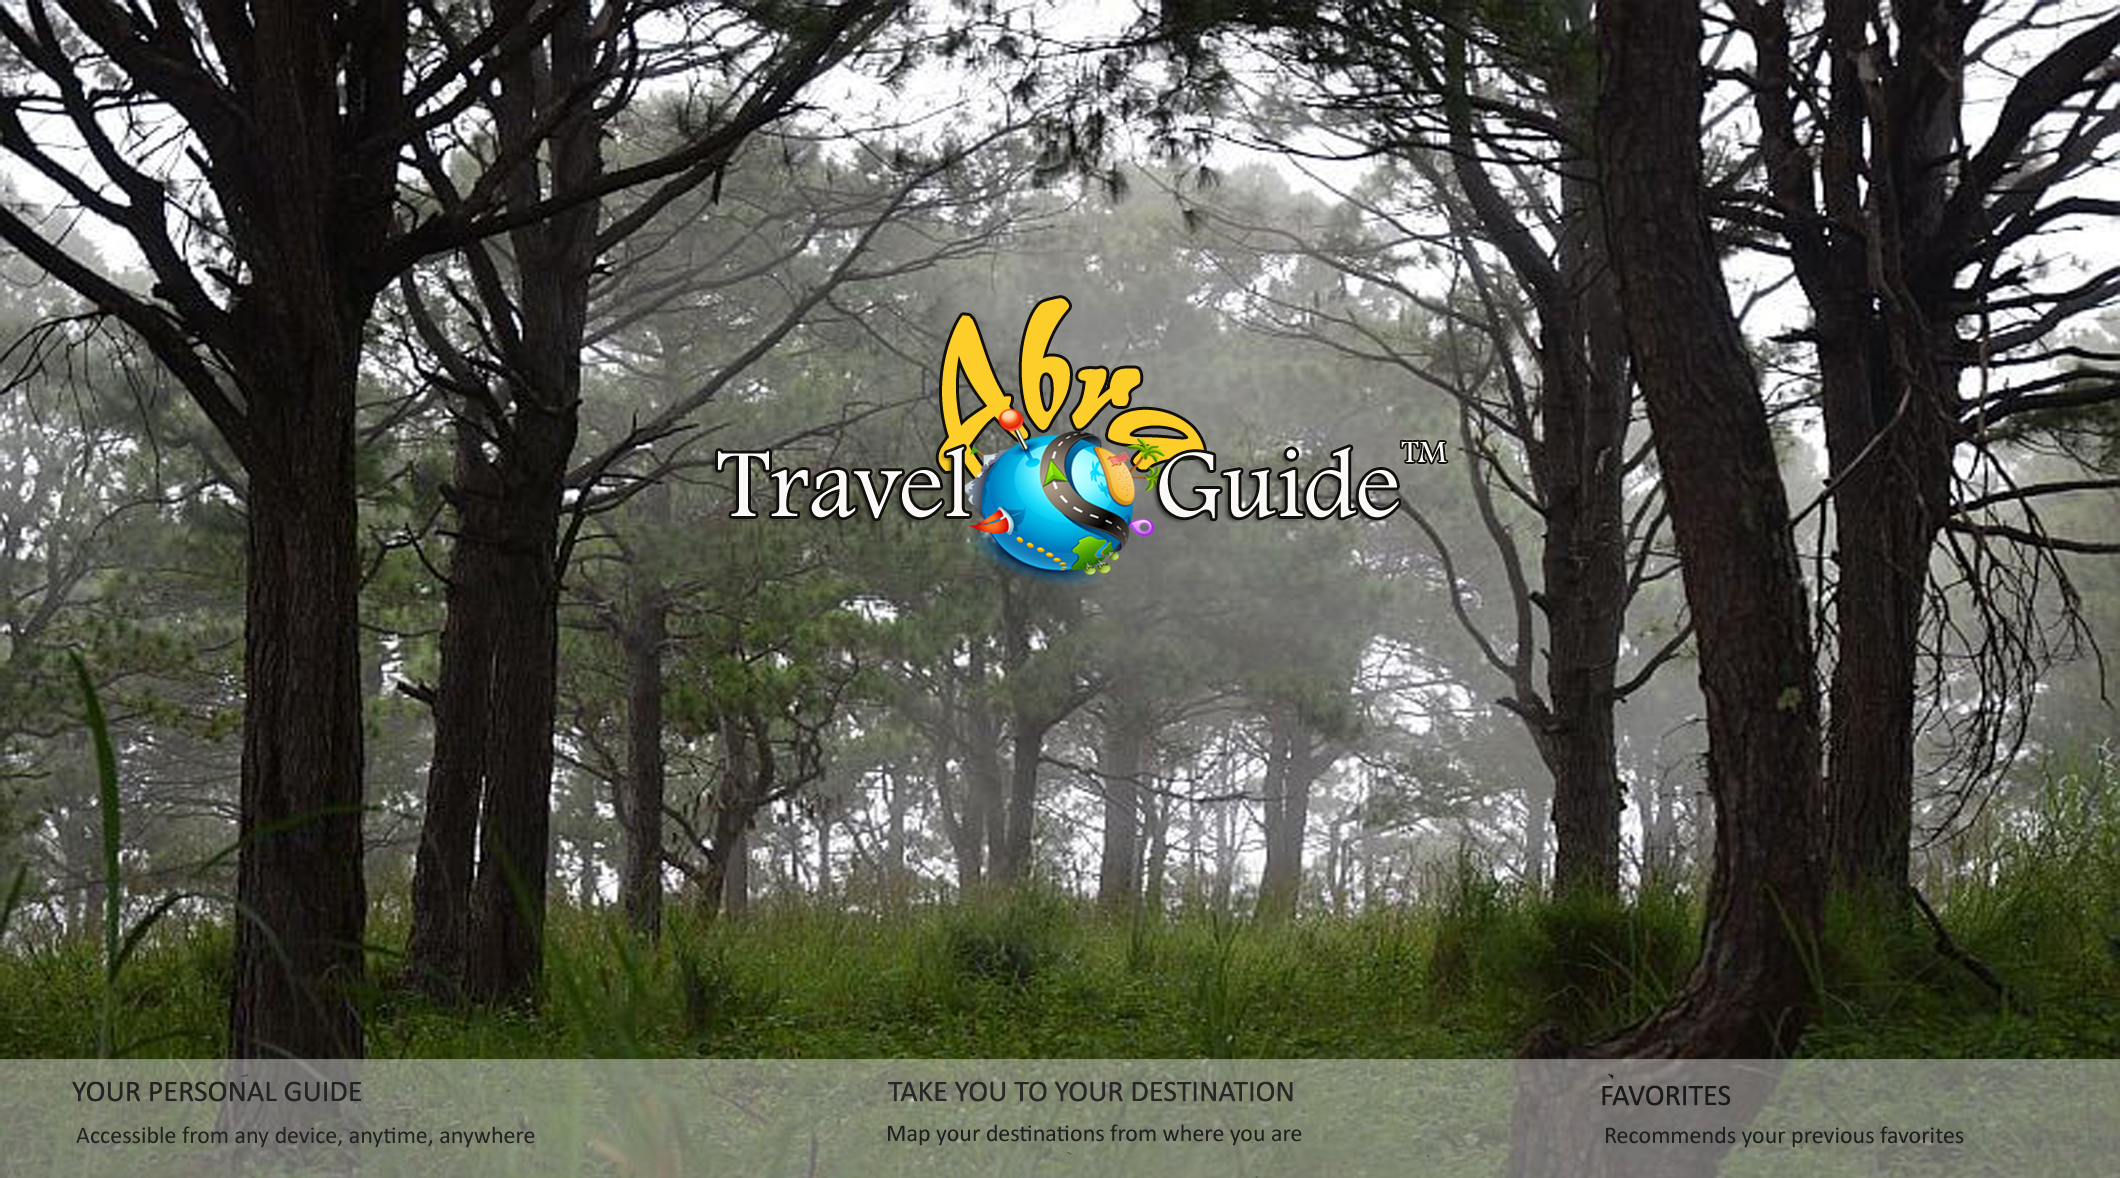 Abra
Travel Guide™
YOUR PERSONAL GUIDE
Accessible from any device, anytime, anywhere
TAKE YOU TO YOUR DESTINATION
Map your destinations from where you are
FAVORITES
Recommends your previous favorites